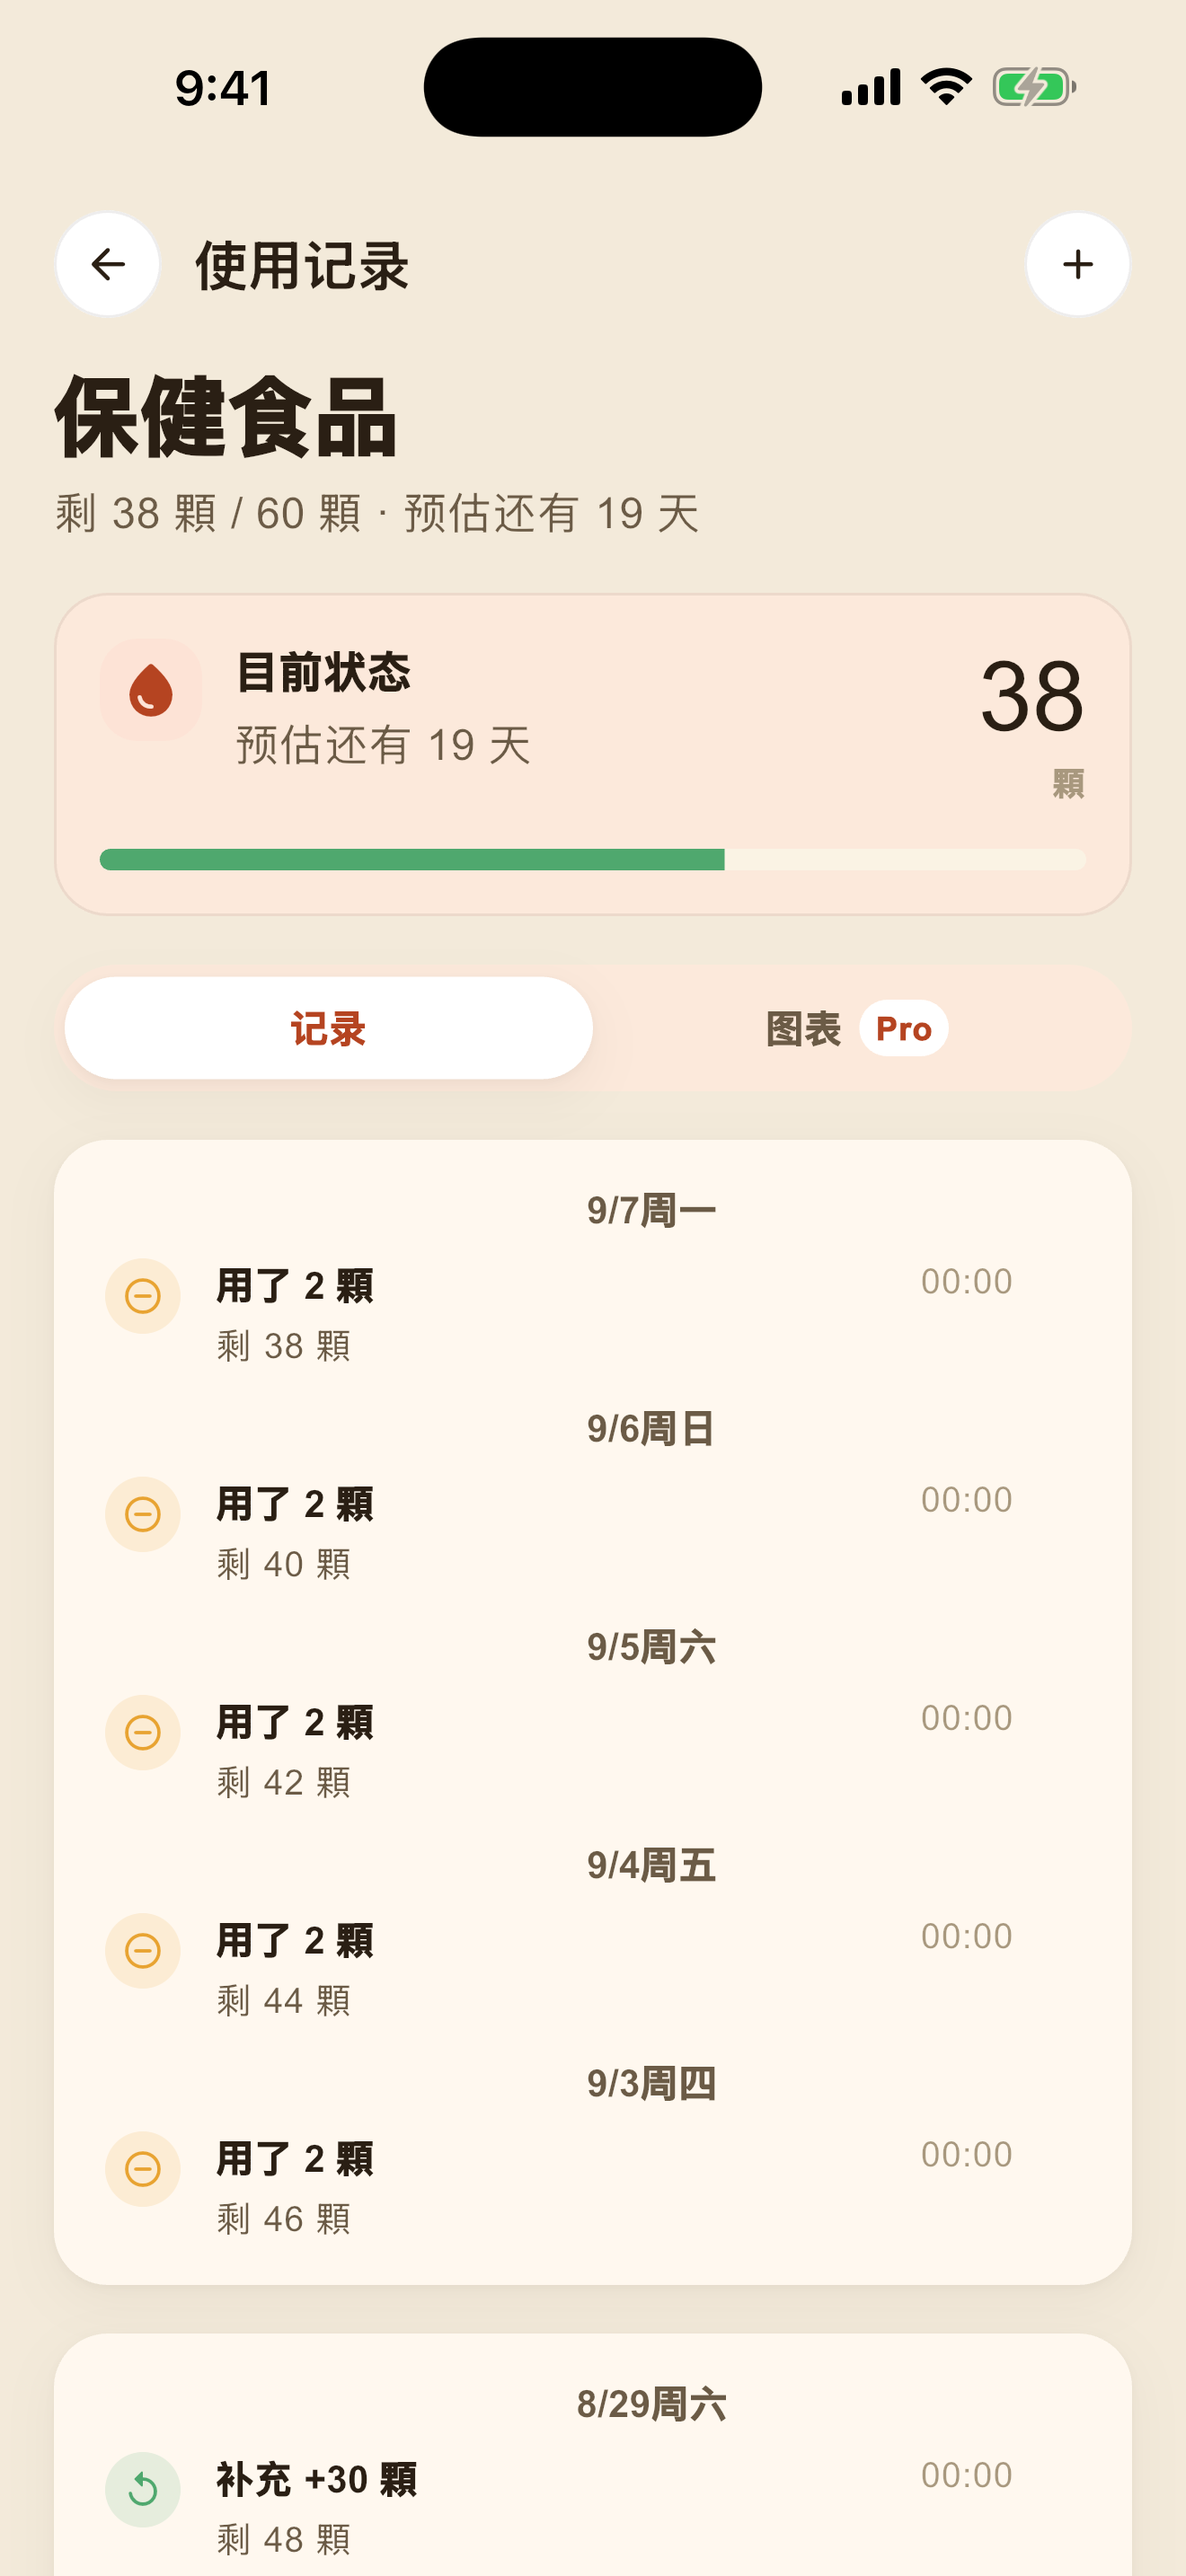 9:41
使用记录
保健食品
剩 38 顆 / 60 顆 · 预估还有 19 天
目前状态
预估还有 19 天
38
顆
记录
图表 Pro
9/7周一
用了 2 顆
00:00
剩 38 顆
9/6周日
用了 2 顆
00:00
剩 40 顆
9/5周六
用了 2 顆
00:00
剩 42 顆
9/4周五
用了 2 顆
00:00
剩 44 顆
9/3周四
用了 2 顆
00:00
剩 46 顆
8/29周六
补充 +30 顆
00:00
剩 48 顆